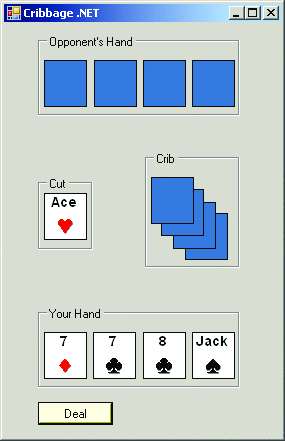 Cribbage .NET
Opponent's Hand
Crib
Cut
Ace
Your Hand
7 7 8 Jack
Deal